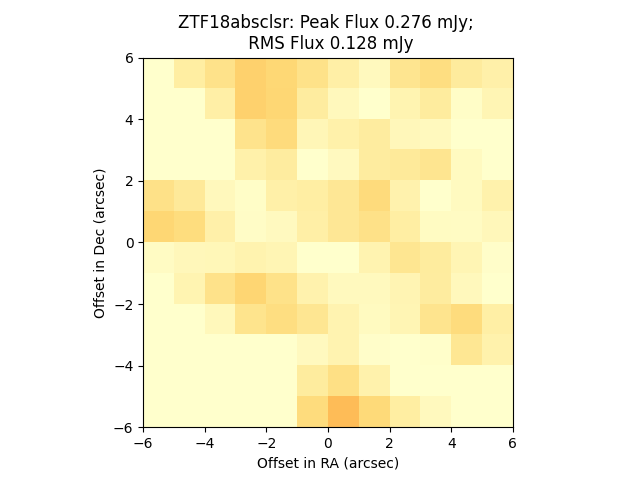 ZTF18absclsr: Peak Flux 0.276 mJy;
RMS Flux 0.128 mJy
6
4
2
0
−2
−4
−6
Offset in Dec (arcsec)
−6 −4 −2 0 2 4 6
Offset in RA (arcsec)